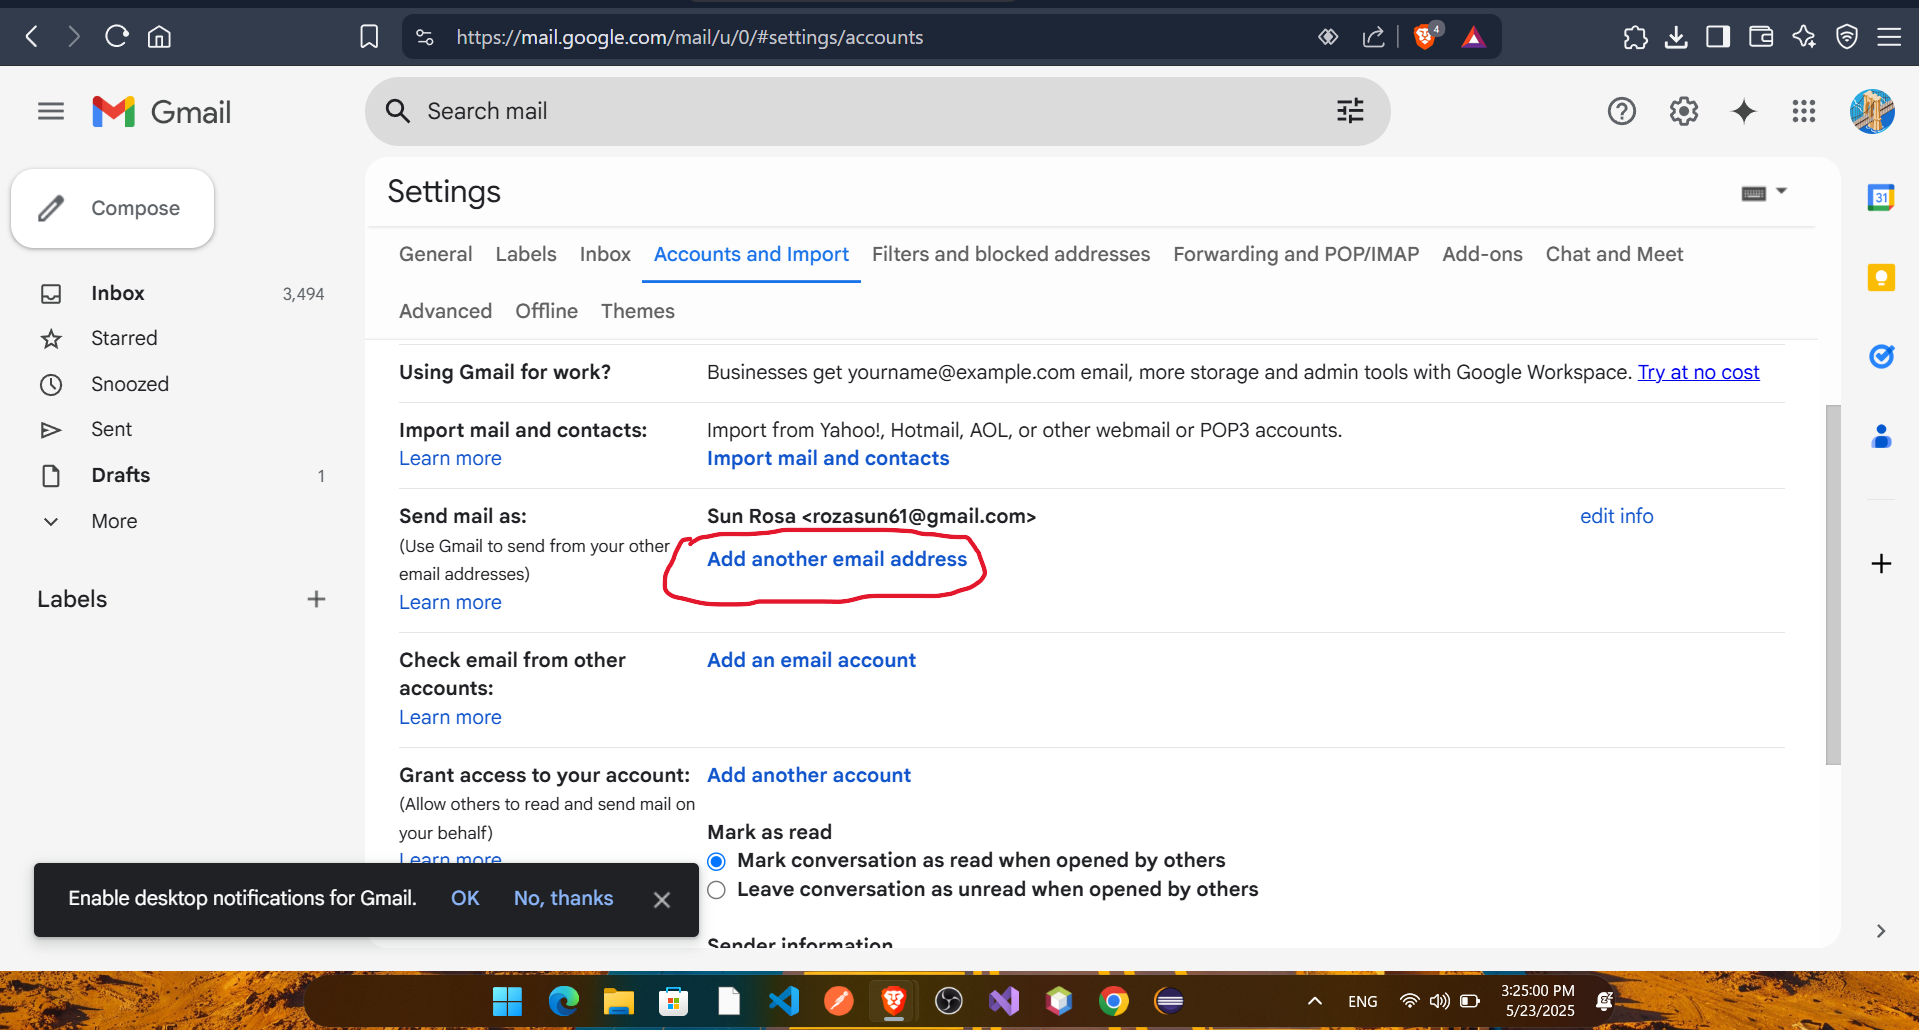 https://mail.google.com/mail/u/0/#settings/accounts
4
Gmail
Search mail
Compose
Inbox 3,494
Starred
Snoozed
Sent
Drafts 1
More
Labels
Settings
General Labels Inbox Accounts and Import Filters and blocked addresses Forwarding and POP/IMAP Add-ons Chat and Meet
Advanced Offline Themes
Using Gmail for work? Businesses get yourname@example.com email, more storage and admin tools with Google Workspace. Try at no cost
Import mail and contacts: Import from Yahoo!, Hotmail, AOL, or other webmail or POP3 accounts.
Learn more Import mail and contacts
Send mail as: Sun Rosa <rozasun61@gmail.com> edit info
(Use Gmail to send from your other
email addresses)
Add another email address
Learn more
Check email from other
accounts:
Add an email account
Learn more
Grant access to your account: Add another account
(Allow others to read and send mail on
your behalf)
Learn more
Mark as read
Mark conversation as read when opened by others
Leave conversation as unread when opened by others
Sender information
Enable desktop notifications for Gmail. OK No, thanks
31
ENG
3:25:00 PM
5/23/2025